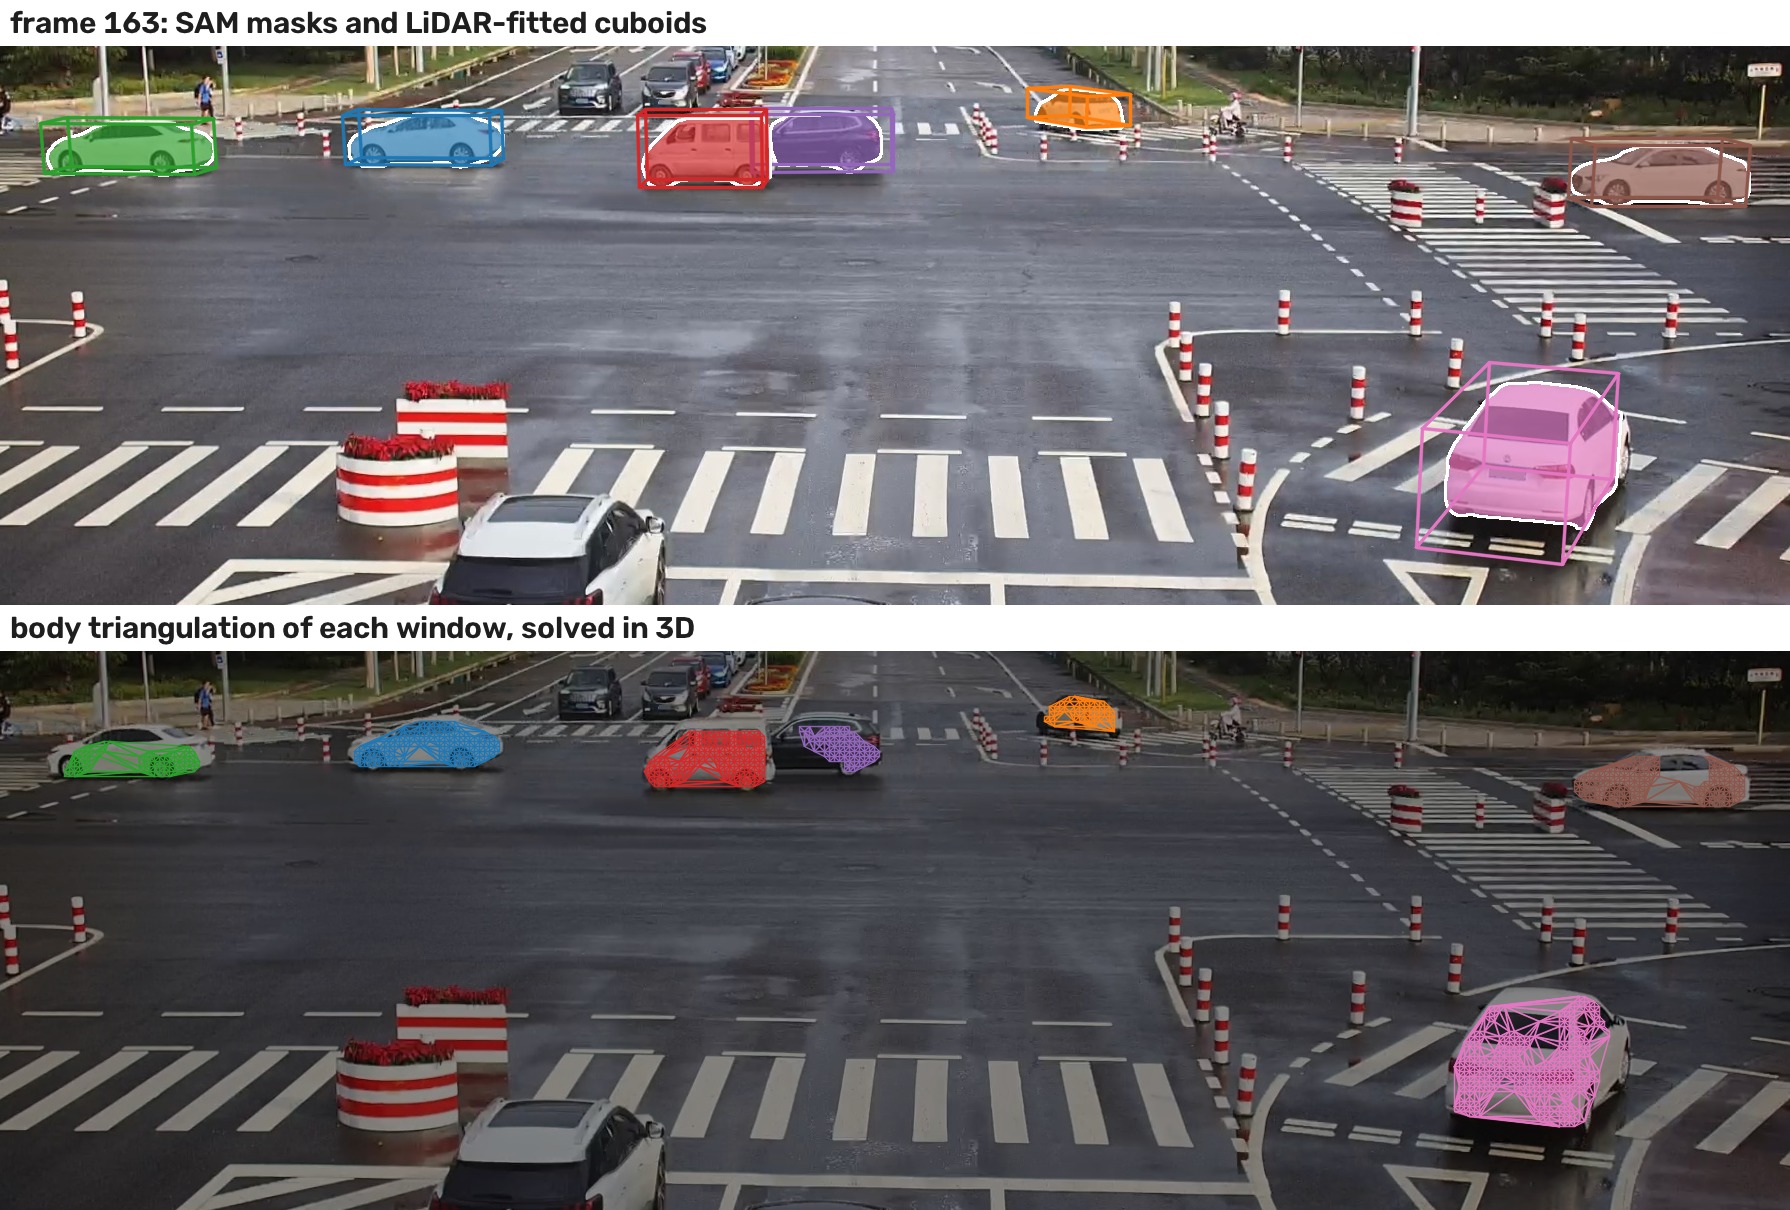 frame 163: SAM masks and LiDAR-fitted cuboids
body triangulation of each window, solved in 3D